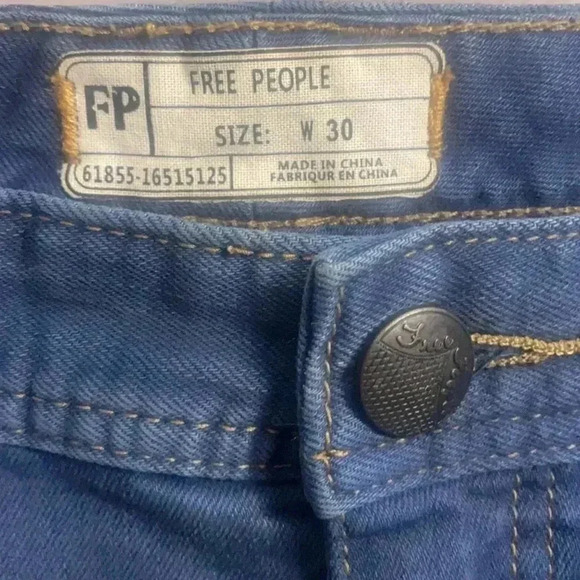 FP
FREE PEOPLE
SIZE: W 30
61855-16515125
MADE IN CHINA
FABRIQUR EN CHINA
Free